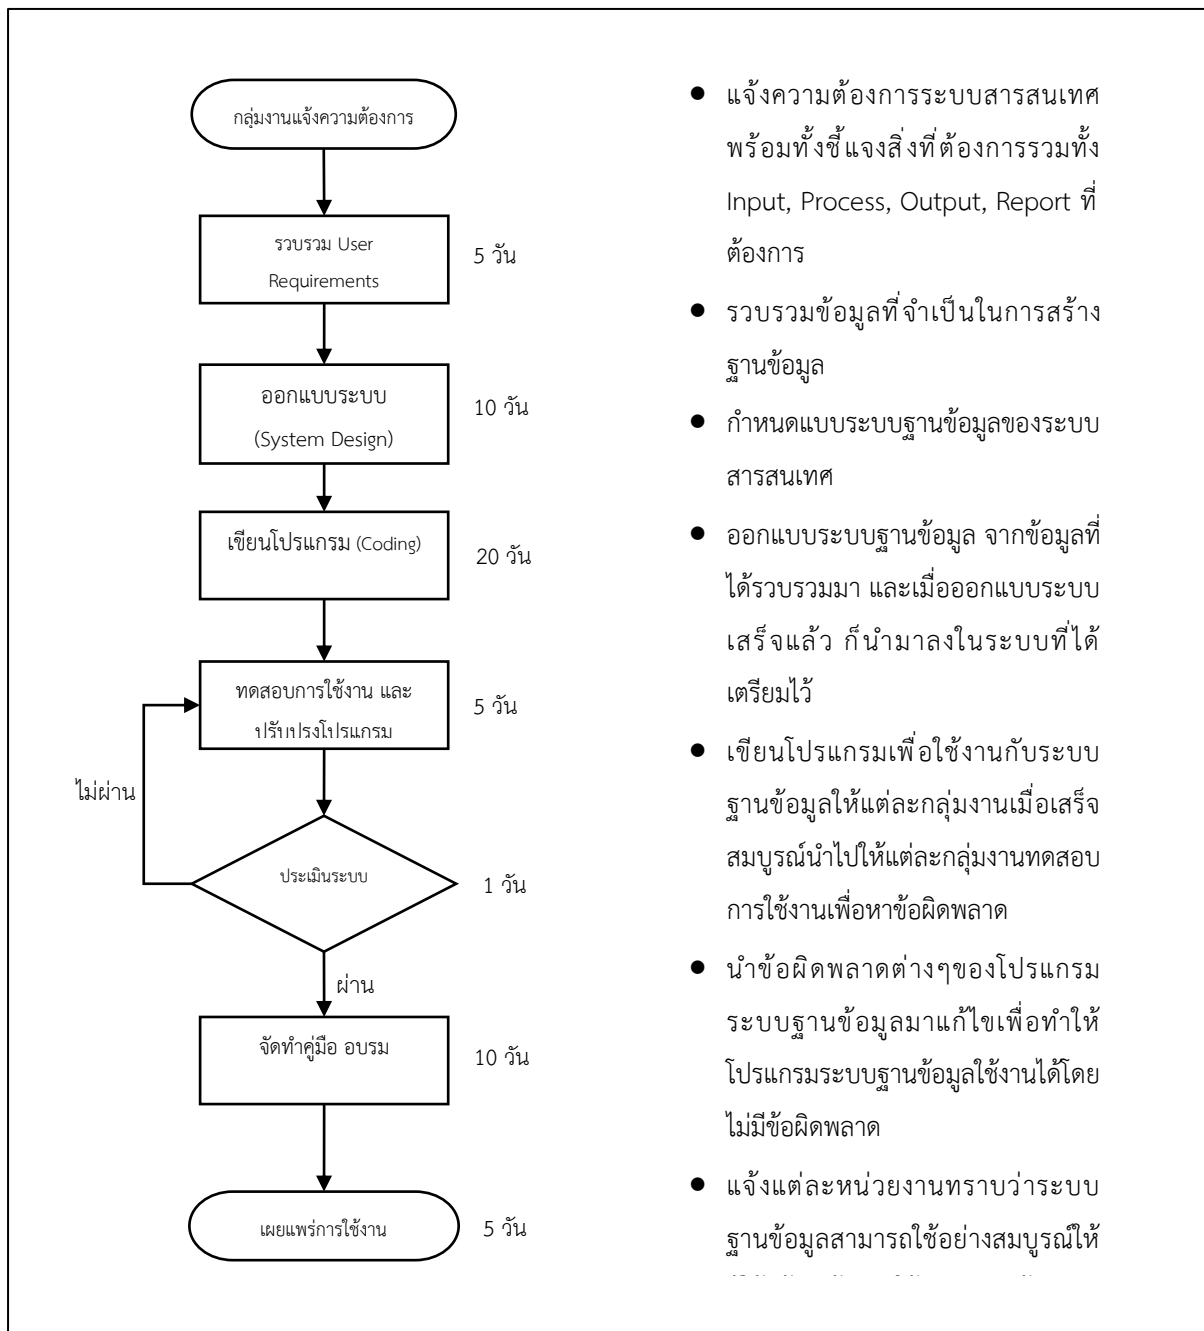 กลุ่มงานแจ้งความต้องการ
รวบรวม User
Requirements
5 วัน
ออกแบบระบบ
(System Design)
10 วัน
เขียนโปรแกรม (Coding)
20 วัน
ทดสอบการใช้งาน และ
ปรับปรุงโปรแกรม
5 วัน
ไม่ผ่าน
ประเมินระบบ
1 วัน
ผ่าน
จัดทำคู่มือ อบรม
10 วัน
เผยแพร่การใช้งาน
5 วัน
● แจ้งความต้องการระบบสารสนเทศ
พร้อมทั้งชี้แจงสิ่งที่ต้องการรวมทั้ง
Input, Process, Output, Report ที่
ต้องการ
● รวบรวมข้อมูลที่จำเป็นในการสร้าง
ฐานข้อมูล
● กำหนดแบบระบบฐานข้อมูลของระบบ
สารสนเทศ
● ออกแบบระบบฐานข้อมูล จากข้อมูลที่
ได้รวบรวมมา และเมื่อออกแบบระบบ
เสร็จแล้ว ก็นำมาลงในระบบที่ได้
เตรียมไว้
● เขียนโปรแกรมเพื่อใช้งานกับระบบ
ฐานข้อมูลให้แต่ละกลุ่มงานเมื่อเสร็จ
สมบูรณ์นำไปให้แต่ละกลุ่มงานทดสอบ
การใช้งานเพื่อหาข้อผิดพลาด
● นำข้อผิดพลาดต่างๆของโปรแกรม
ระบบฐานข้อมูลมาแก้ไขเพื่อทำให้
โปรแกรมระบบฐานข้อมูลใช้งานได้โดย
ไม่มีข้อผิดพลาด
● แจ้งแต่ละหน่วยงานทราบว่าระบบ
ฐานข้อมูลสามารถใช้อย่างสมบูรณ์ให้